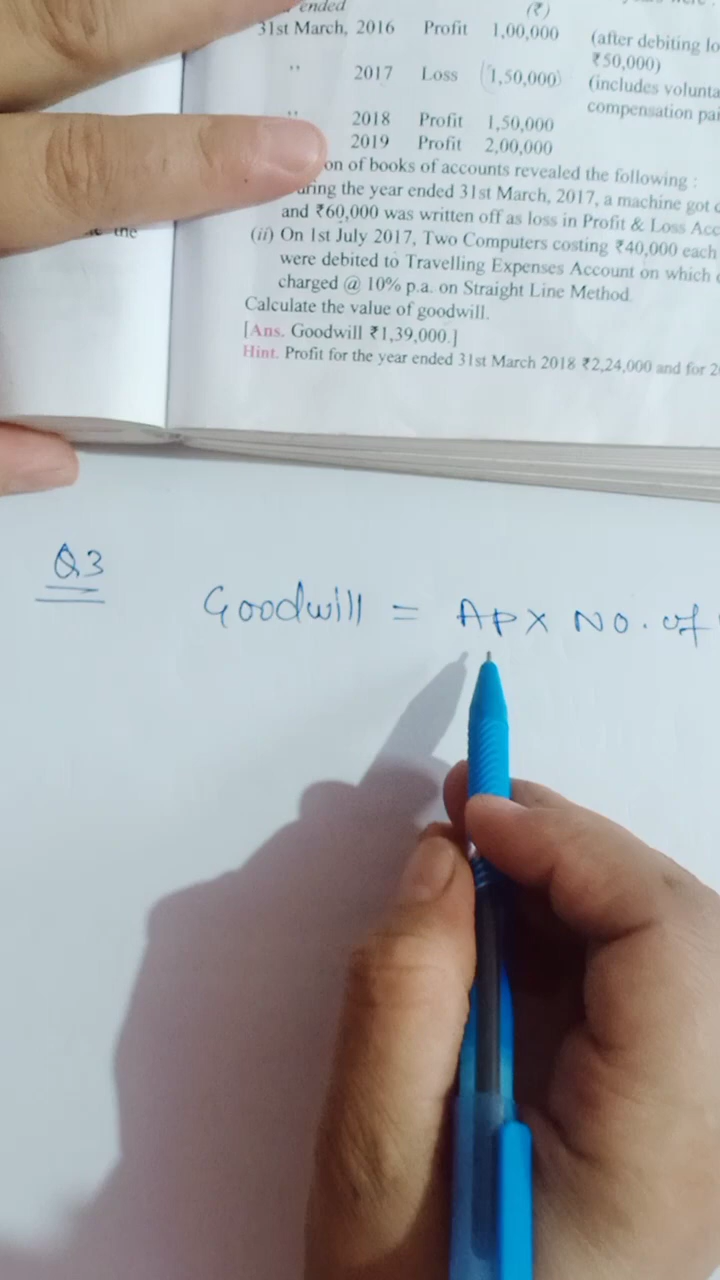 ended (₹)
31st March, 2016 Profit 1,00,000 (after debiting
₹50,000)
,, 2017 Loss (1,50,000) (includes
compensation
,, 2018 Profit 1,50,000
2019 Profit 2,00,000
on of books of accounts revealed the following :
uring the year ended 31st March, 2017, a machine got
and ₹60,000 was written off as loss in Profit & Loss
the
(ii) On 1st July 2017, Two Computers costing ₹40,000 each
were debited to Travelling Expenses Account on which
charged @ 10% p.a. on Straight Line Method.
Calculate the value of goodwill.
[Ans. Goodwill ₹1,39,000.]
Hint. Profit for the year ended 31st March 2018 ₹2,24,000 and for
Q3
Goodwill = AP X NO. of